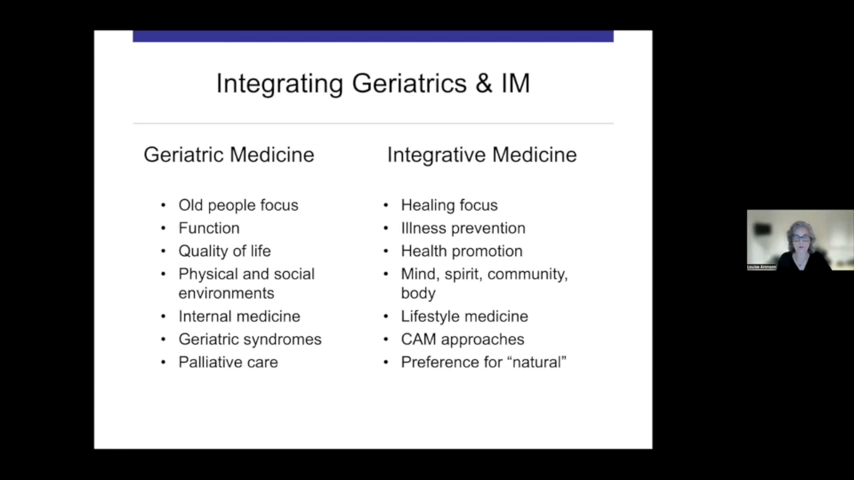 Integrating Geriatrics & IM
Geriatric Medicine
• Old people focus
• Function
• Quality of life
• Physical and social
environments
• Internal medicine
• Geriatric syndromes
• Palliative care
Integrative Medicine
• Healing focus
• Illness prevention
• Health promotion
• Mind, spirit, community,
body
• Lifestyle medicine
• CAM approaches
• Preference for “natural”
Louise Aronson